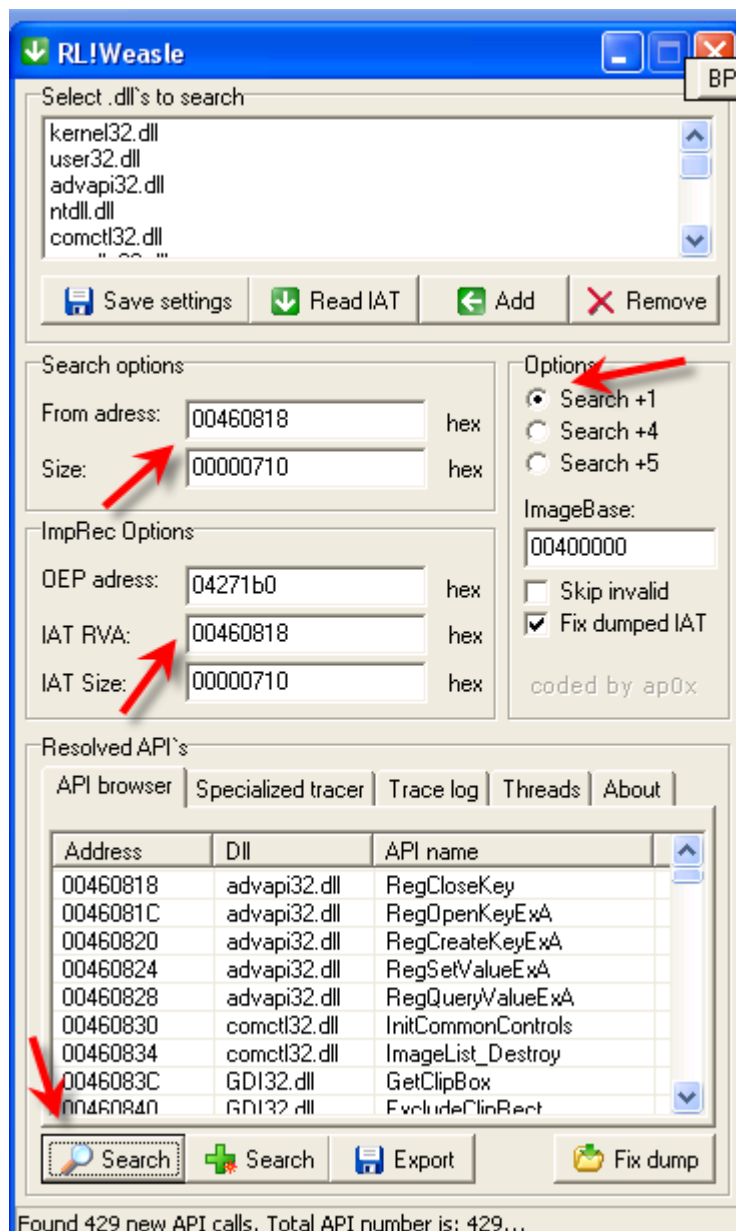 RL!Weasle
BP
Select .dll`s to search
kernel32.dll
user32.dll
advapi32.dll
ntdll.dll
comctl32.dll
Save settings
Read IAT
Add
Remove
Search options
From adress: 00460818 hex
Size: 00000710 hex
Options
Search +1
Search +4
Search +5
ImageBase:
00400000
Skip invalid
Fix dumped IAT
coded by ap0x
ImpRec Options
OEP adress: 04271b0 hex
IAT RVA: 00460818 hex
IAT Size: 00000710 hex
Resolved API`s
API browser Specialized tracer Trace log Threads About
Address Dll API name
00460818 advapi32.dll RegCloseKey
0046081C advapi32.dll RegOpenKeyExA
00460820 advapi32.dll RegCreateKeyExA
00460824 advapi32.dll RegSetValueExA
00460828 advapi32.dll RegQueryValueExA
00460830 comctl32.dll InitCommonControls
00460834 comctl32.dll ImageList_Destroy
0046083C GDI32.dll GetClipBox
00460840 GDI32.dll ExcludeClipRect
Search Search Export Fix dump
Found 429 new API calls. Total API number is: 429...